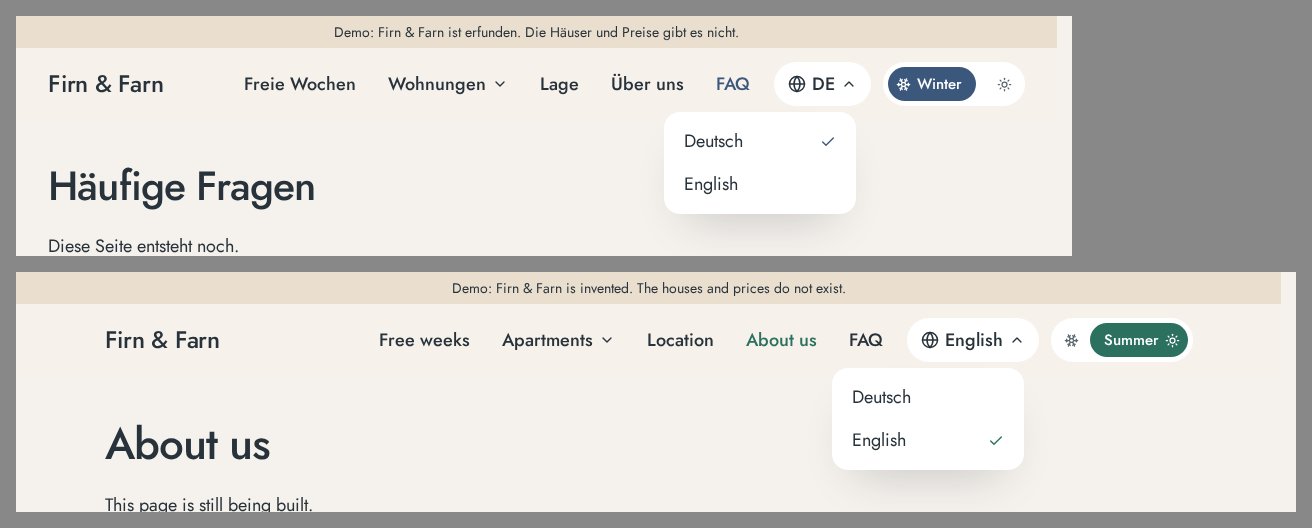 Demo: Firn & Farn ist erfunden. Die Häuser und Preise gibt es nicht.
Firn & Farn Freie Wochen Wohnungen Lage Über uns FAQ DE Winter
Deutsch
English
Häufige Fragen
Diese Seite entsteht noch.
Demo: Firn & Farn is invented. The houses and prices do not exist.
Firn & Farn Free weeks Apartments Location About us FAQ English Summer
Deutsch
English
About us
This page is still being built.